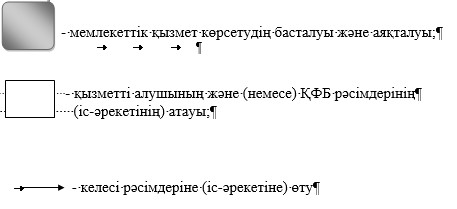 - мемлекеттік қызмет көрсетудің басталуы және аяқталуы;¶
→ → → ¶
- қызметті алушының және (немесе) ҚФБ рәсімдерінің¶
(іс-әрекетінің) атауы;¶
- келесі рәсімдеріне (іс-әрекетіне) өту¶